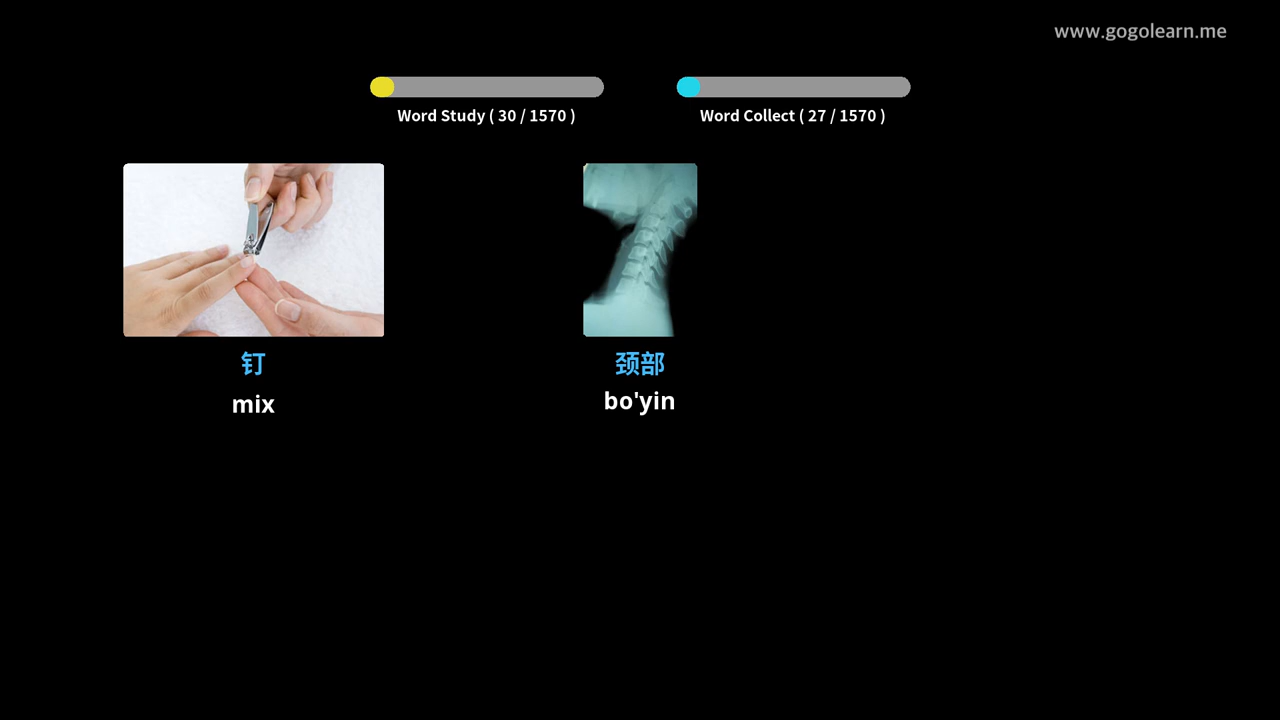 www.gogolearn.me
Word Study ( 30 / 1570 )
Word Collect ( 27 / 1570 )
钉
mix
颈部
bo'yin